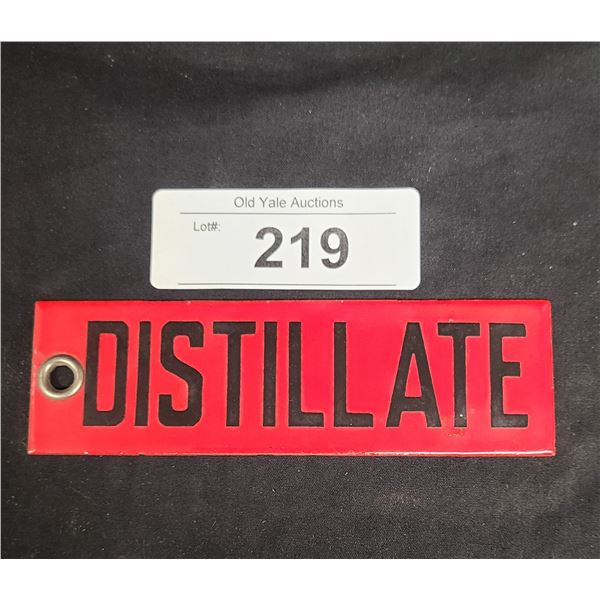 Old Yale Auctions
Lot#:
219
DISTILLATE